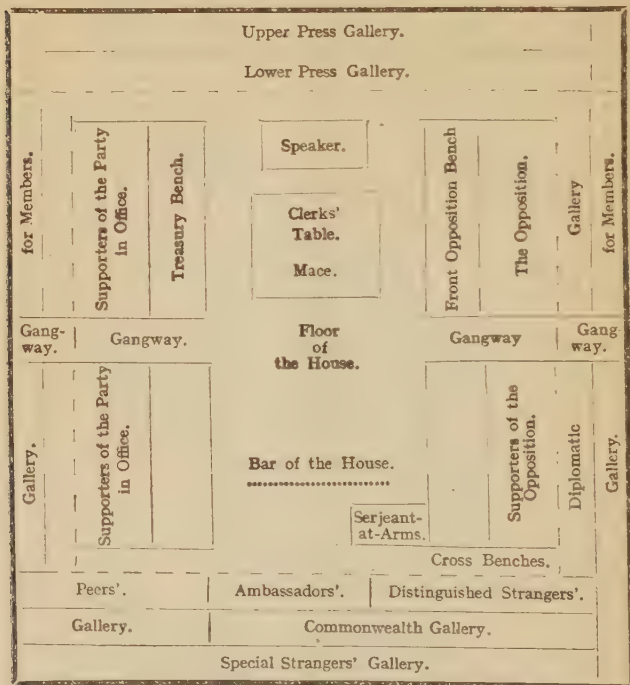 Upper Press Gallery.
Lower Press Gallery.
for Members.
Supporters of the Party
in Office.
Treasury Bench.
Speaker.
Clerks'
Table.
Mace.
Front Opposition Bench
The Opposition.
Gallery
for Members.
Gang-
way.
Gangway.
Floor
of
the House.
Gangway
Gang
way.
Gallery.
Supporters of the Party
in Office.
Bar of the House.
Serjeant-
at-Arms.
Supporters of the
Opposition.
Diplomatic
Gallery.
Cross Benches.
Peers'.
Ambassadors'.
Distinguished Strangers'.
Gallery.
Commonwealth Gallery.
Special Strangers' Gallery.